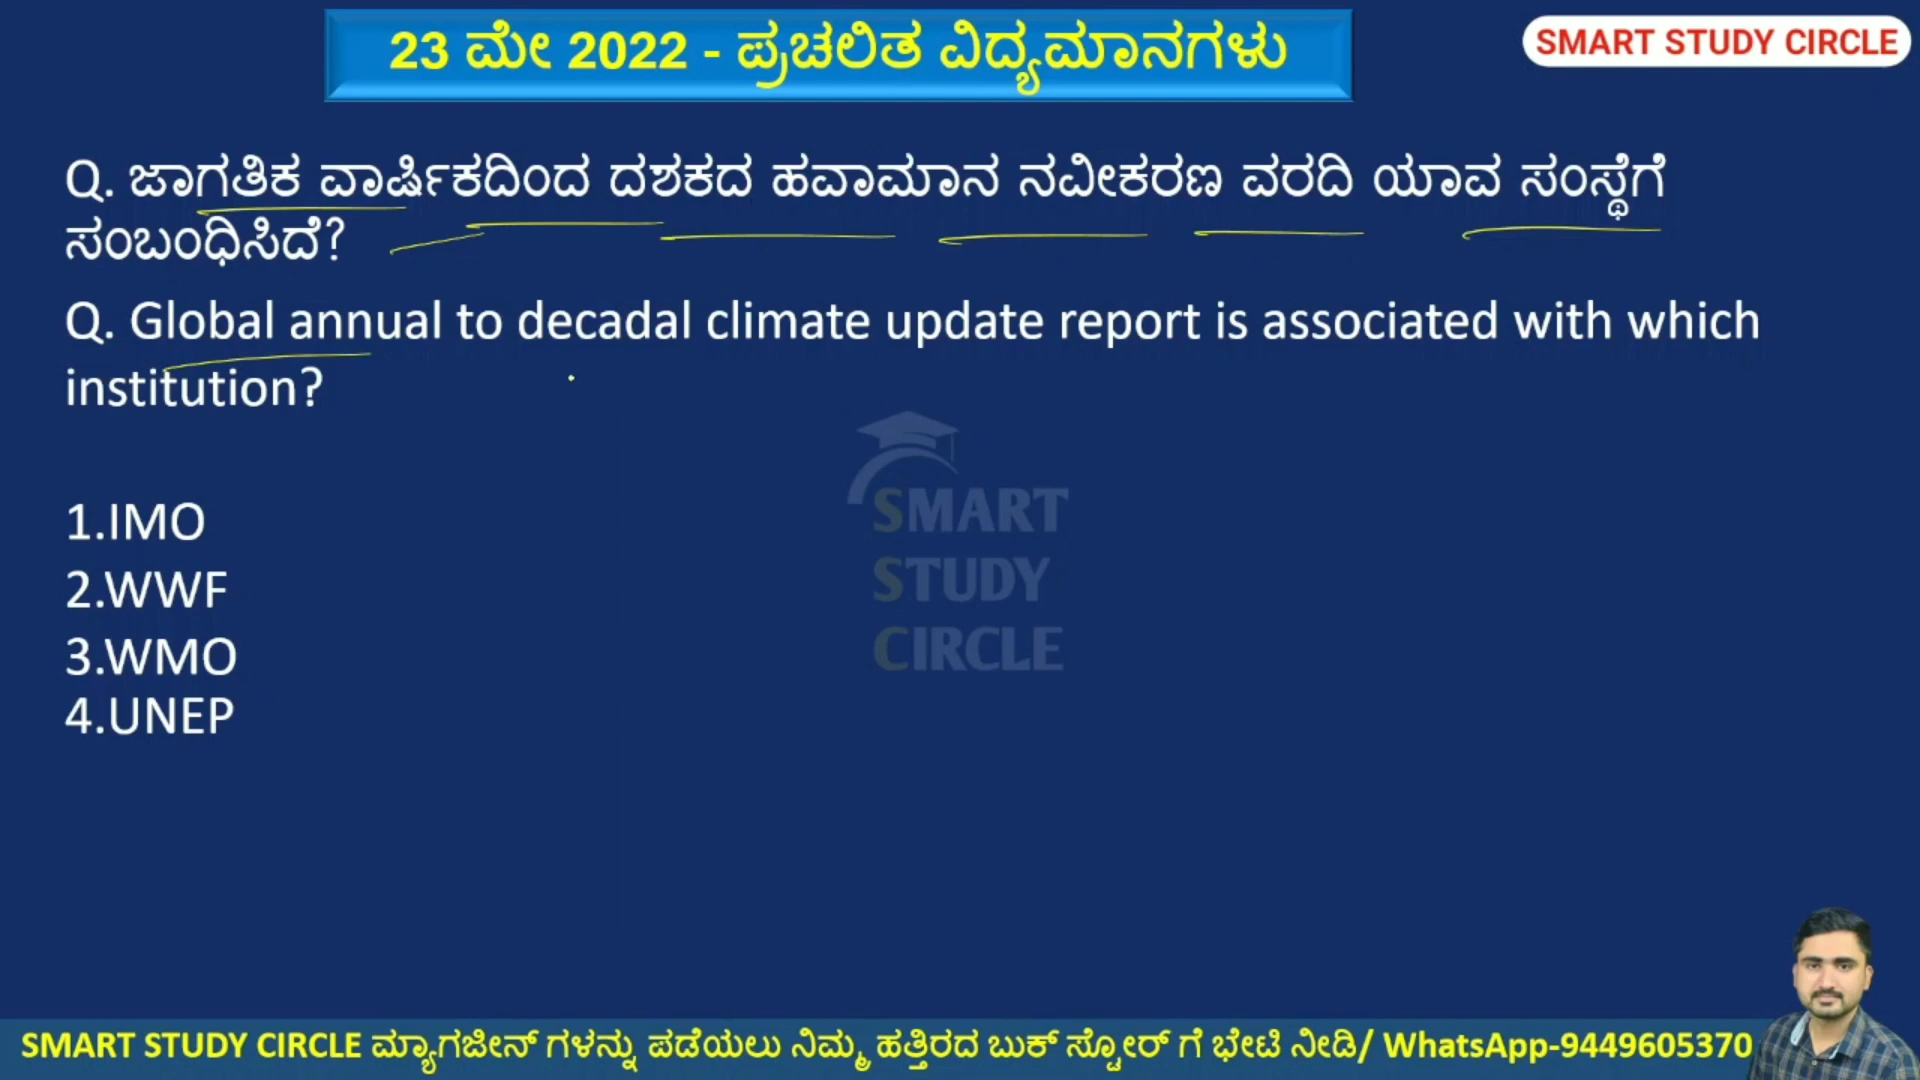 23 ಮೇ 2022 - ಪ್ರಚಲಿತ ವಿದ್ಯಮಾನಗಳು
SMART STUDY CIRCLE
Q. ಜಾಗತಿಕ ವಾರ್ಷಿಕದಿಂದ ದಶಕದ ಹವಾಮಾನ ನವೀಕರಣ ವರದಿ ಯಾವ ಸಂಸ್ಥೆಗೆ
ಸಂಬಂಧಿಸಿದೆ?
Q. Global annual to decadal climate update report is associated with which
institution?
1.IMO
2.WWF
3.WMO
4.UNEP
SMART
STUDY
CIRCLE
SMART STUDY CIRCLE ಮ್ಯಾಗಜೀನ್ ಗಳನ್ನು ಪಡೆಯಲು ನಿಮ್ಮ ಹತ್ತಿರದ ಬುಕ್ ಸ್ಟೋರ್ ಗೆ ಭೇಟಿ ನೀಡಿ/ WhatsApp-9449605370